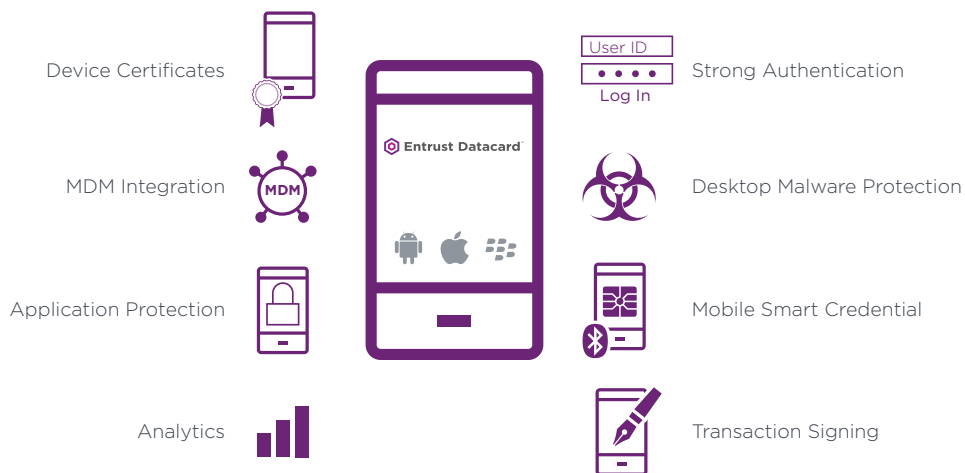 Device Certificates
User ID
Log In
Strong Authentication
Entrust Datacard™
MDM Integration
MDM
Desktop Malware Protection
Application Protection
Mobile Smart Credential
Analytics
Transaction Signing